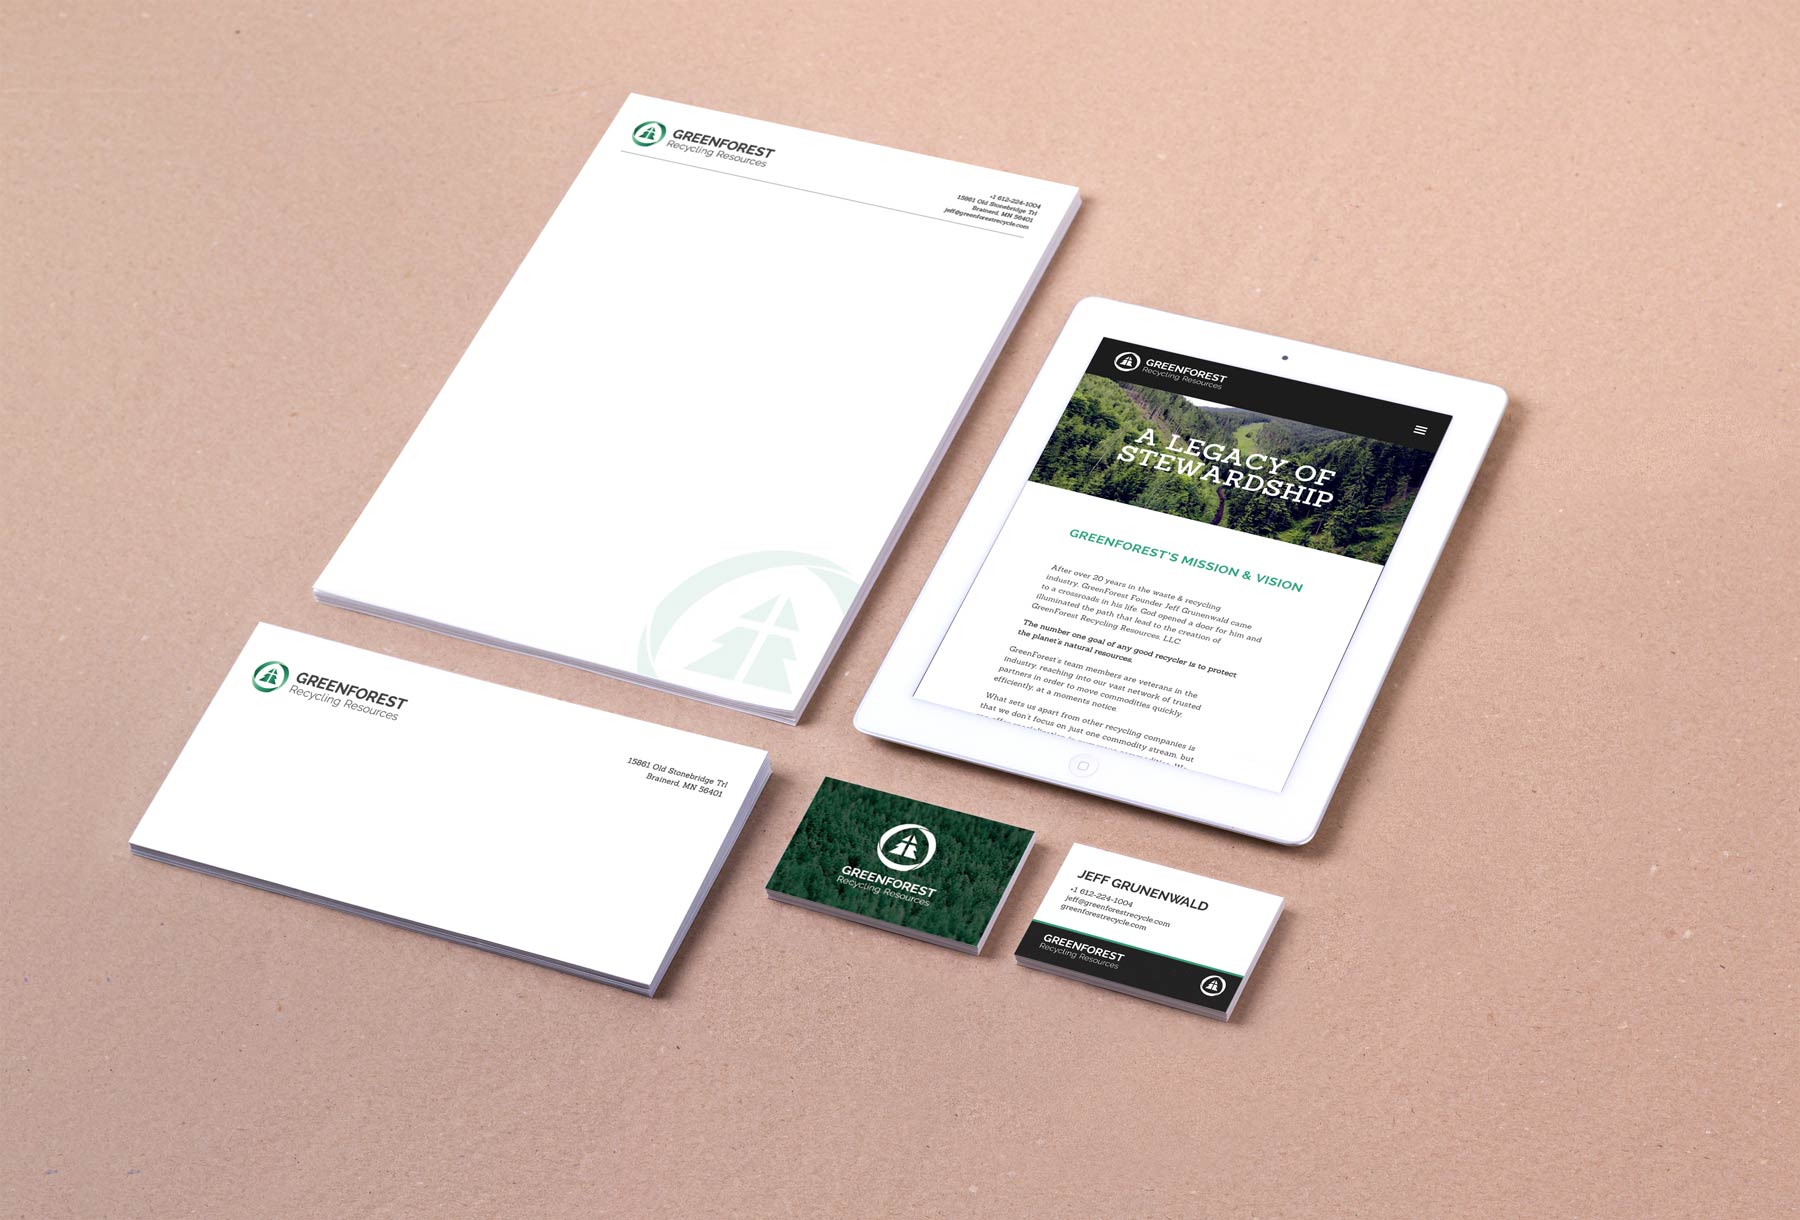 GREENFOREST
Recycling Resources
+1 612-224-1004
15861 Old Stonebridge Trl
Brainerd, MN 56401
jeff@greenforestrecycle.com
GREENFOREST
Recycling Resources
A LEGACY OF
STEWARDSHIP
GREENFOREST'S MISSION & VISION
After over 20 years in the waste & recycling
industry, GreenForest Founder Jeff Grunenwald came
to a crossroads in his life. God opened a door for him and
illuminated the path that lead to the creation of
GreenForest Recycling Resources, LLC.
The number one goal of any good recycler is to protect
the planet's natural resources.
GreenForest's team members are veterans in the
industry, reaching into our vast network of trusted
partners in order to move commodities quickly,
efficiently, at a moments notice.
What sets us apart from other recycling companies is
that we don't focus on just one commodity stream, but
GREENFOREST
Recycling Resources
15861 Old Stonebridge Trl
Brainerd, MN 56401
GREENFOREST
Recycling Resources
JEFF GRUNENWALD
+1 612-224-1004
jeff@greenforestrecycle.com
greenforestrecycle.com
GREENFOREST
Recycling Resources